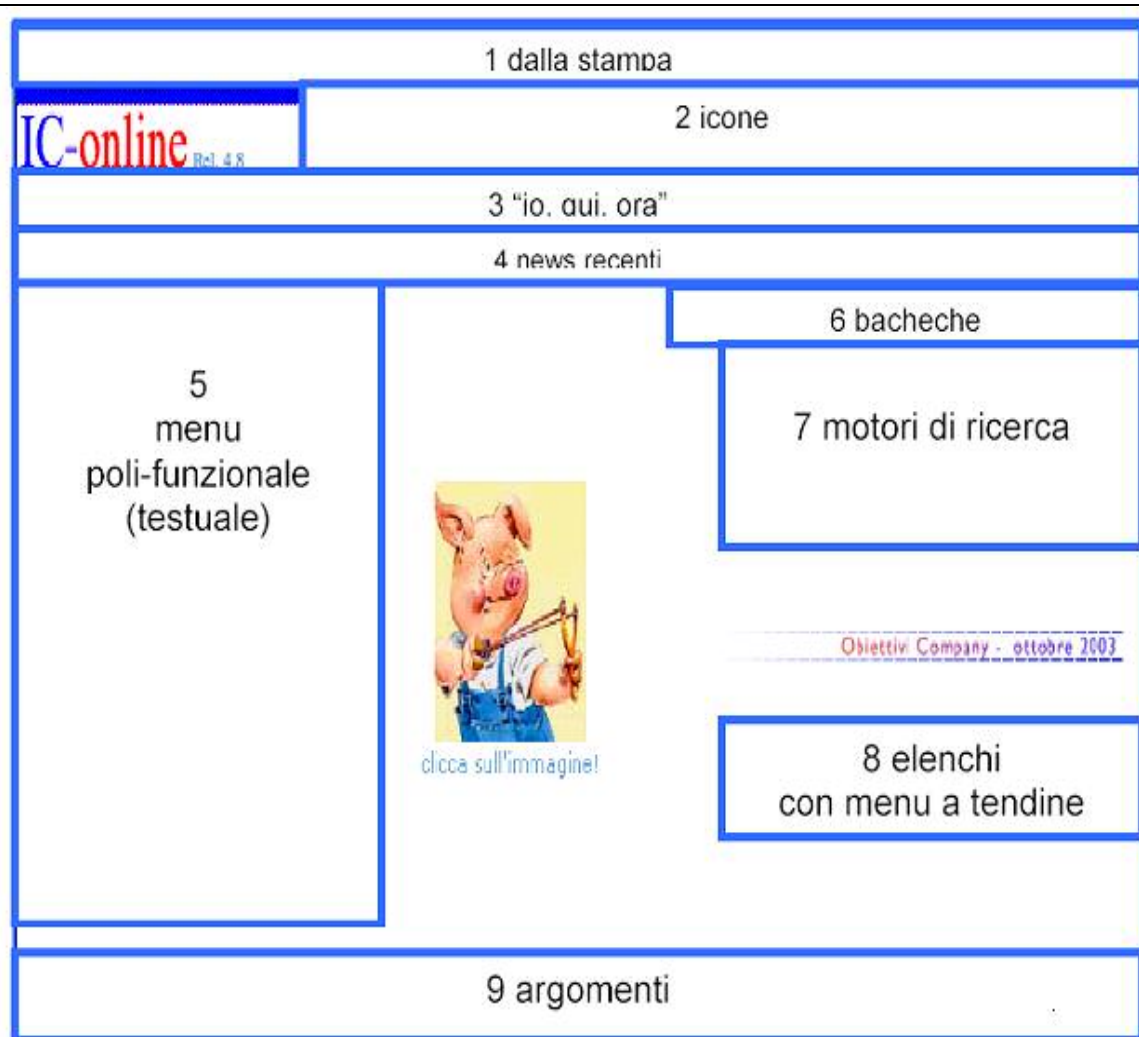 1 dalla stampa
2 icone
IC-online Rel. 4.8
3 “io, qui, ora”
4 news recenti
5
menu
poli-funzionale
(testuale)
6 bacheche
7 motori di ricerca
clicca sull'immagine!
Obiettivi Company - ottobre 2003
8 elenchi
con menu a tendine
9 argomenti